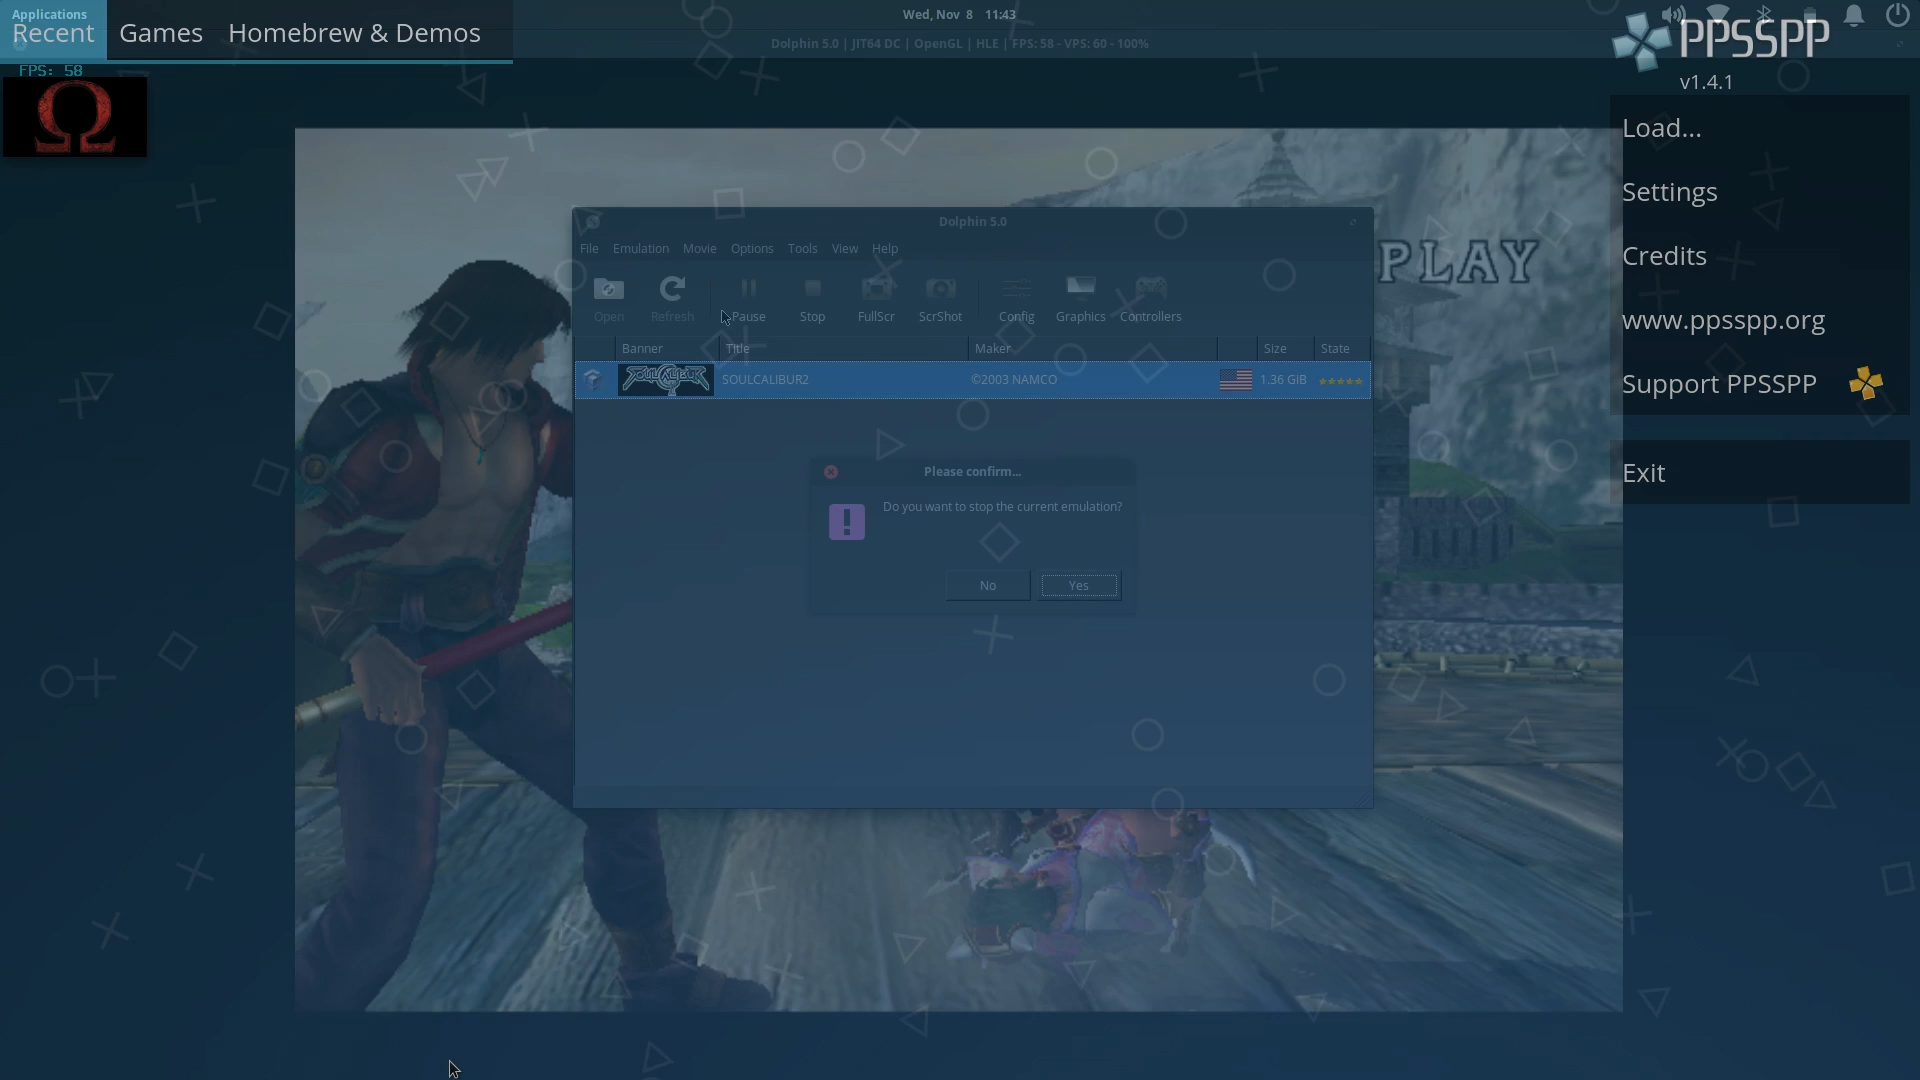 Applications
Wed, Nov 8 11:43
Recent Games Homebrew & Demos
Dolphin 5.0 | JIT64 DC | OpenGL | HLE | FPS: 58 - VPS: 60 - 100%
PPSSPP
v1.4.1
FPS: 58
Ω
Load...
Settings
Credits
www.ppsspp.org
Support PPSSPP
Exit
PLAY
Dolphin 5.0
File Emulation Movie Options Tools View Help
Open Refresh Pause Stop FullScr ScrShot Config Graphics Controllers
Banner Title Maker Size State
SOULCALIBUR SOULCALIBUR2 ©2003 NAMCO 1.36 GiB
Please confirm...
Do you want to stop the current emulation?
No Yes